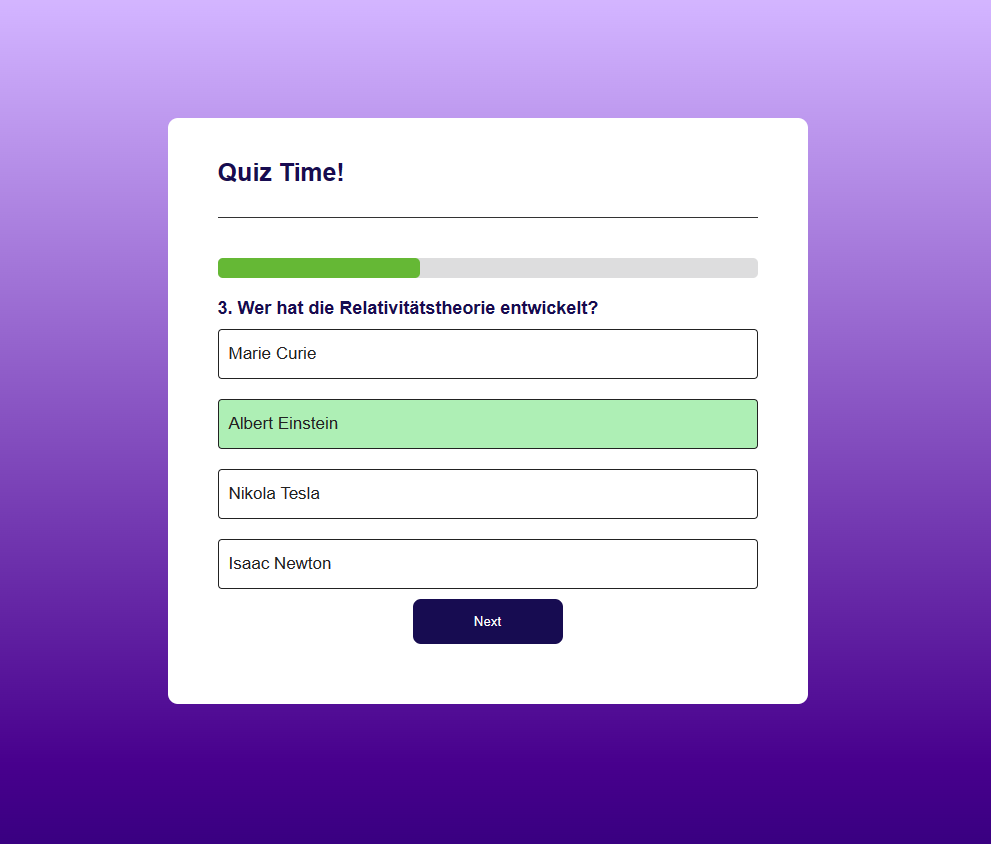 Quiz Time!
3. Wer hat die Relativitätstheorie entwickelt?
Marie Curie
Albert Einstein
Nikola Tesla
Isaac Newton
Next